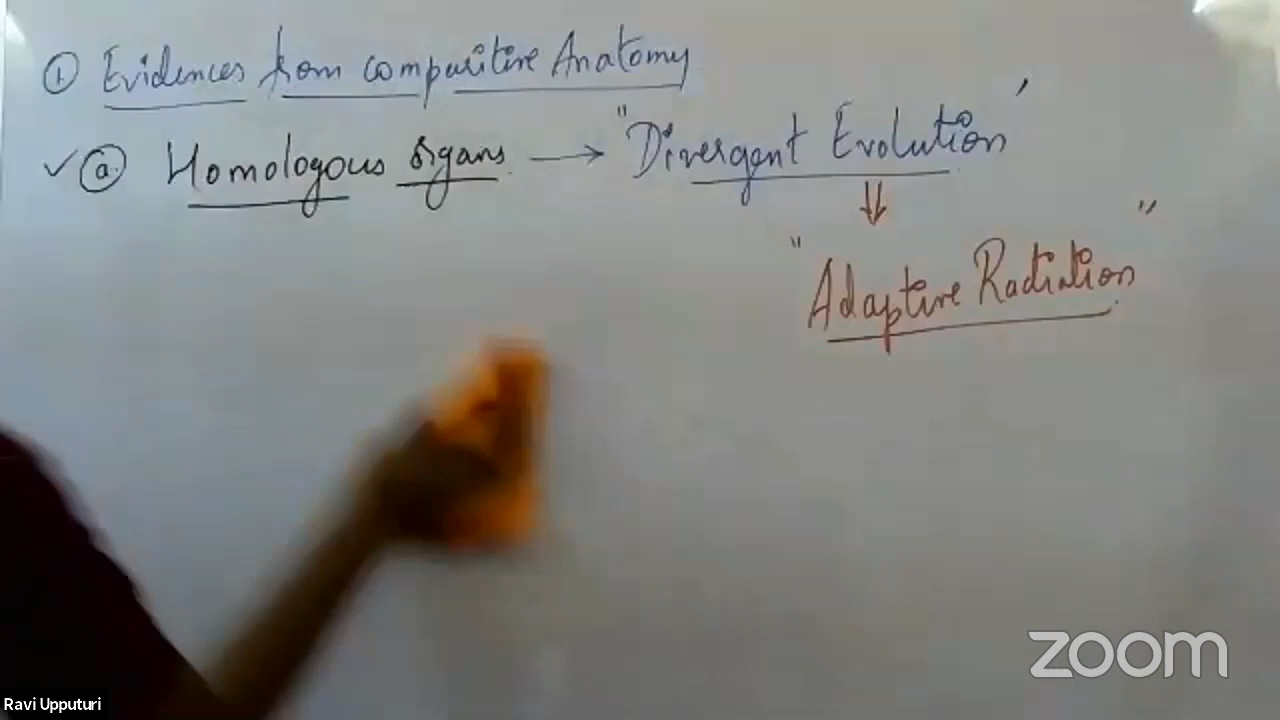 ① Evidences from comparitive Anatomy
✓ ⓐ Homologous organs. → "Divergent Evolution'
⇓
"Adaptive Radiation"
zoom
Ravi Upputuri